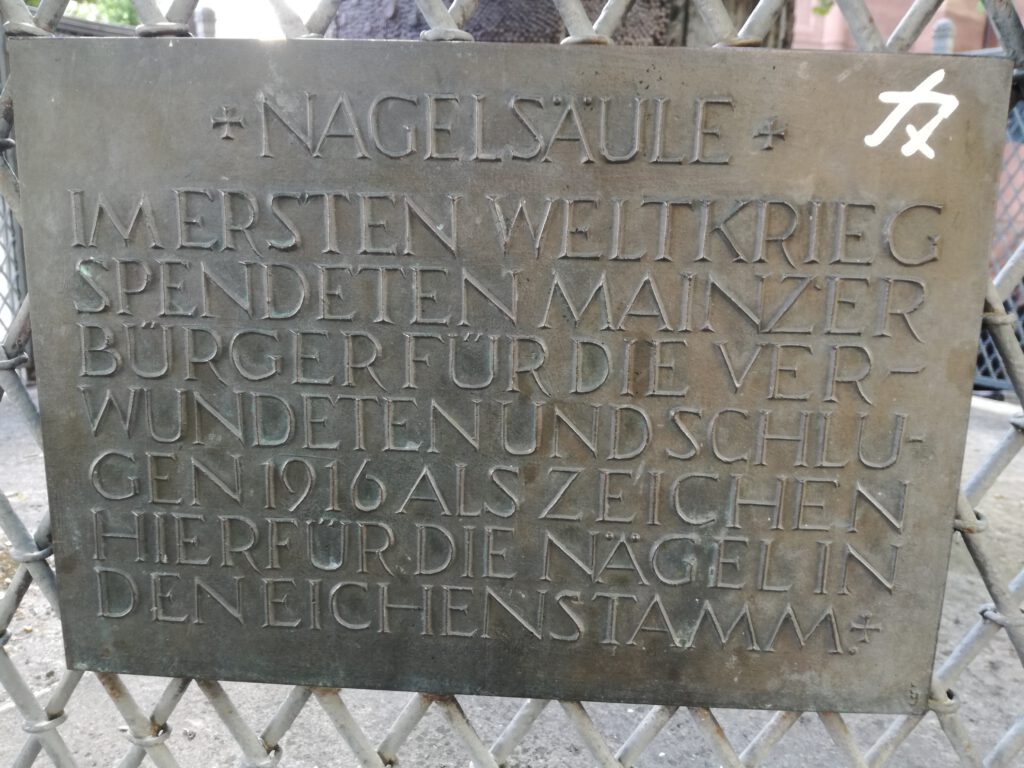 ✠ NAGELSÄULE ✠
IM ERSTEN WELTKRIEG
SPENDETEN MAINZER
BÜRGER FÜR DIE VER-
WUNDETEN UND SCHLU-
GEN 1916 ALS ZEICHEN
HIERFÜR DIE NÄGEL IN
DEN EICHENSTAMM. ✠